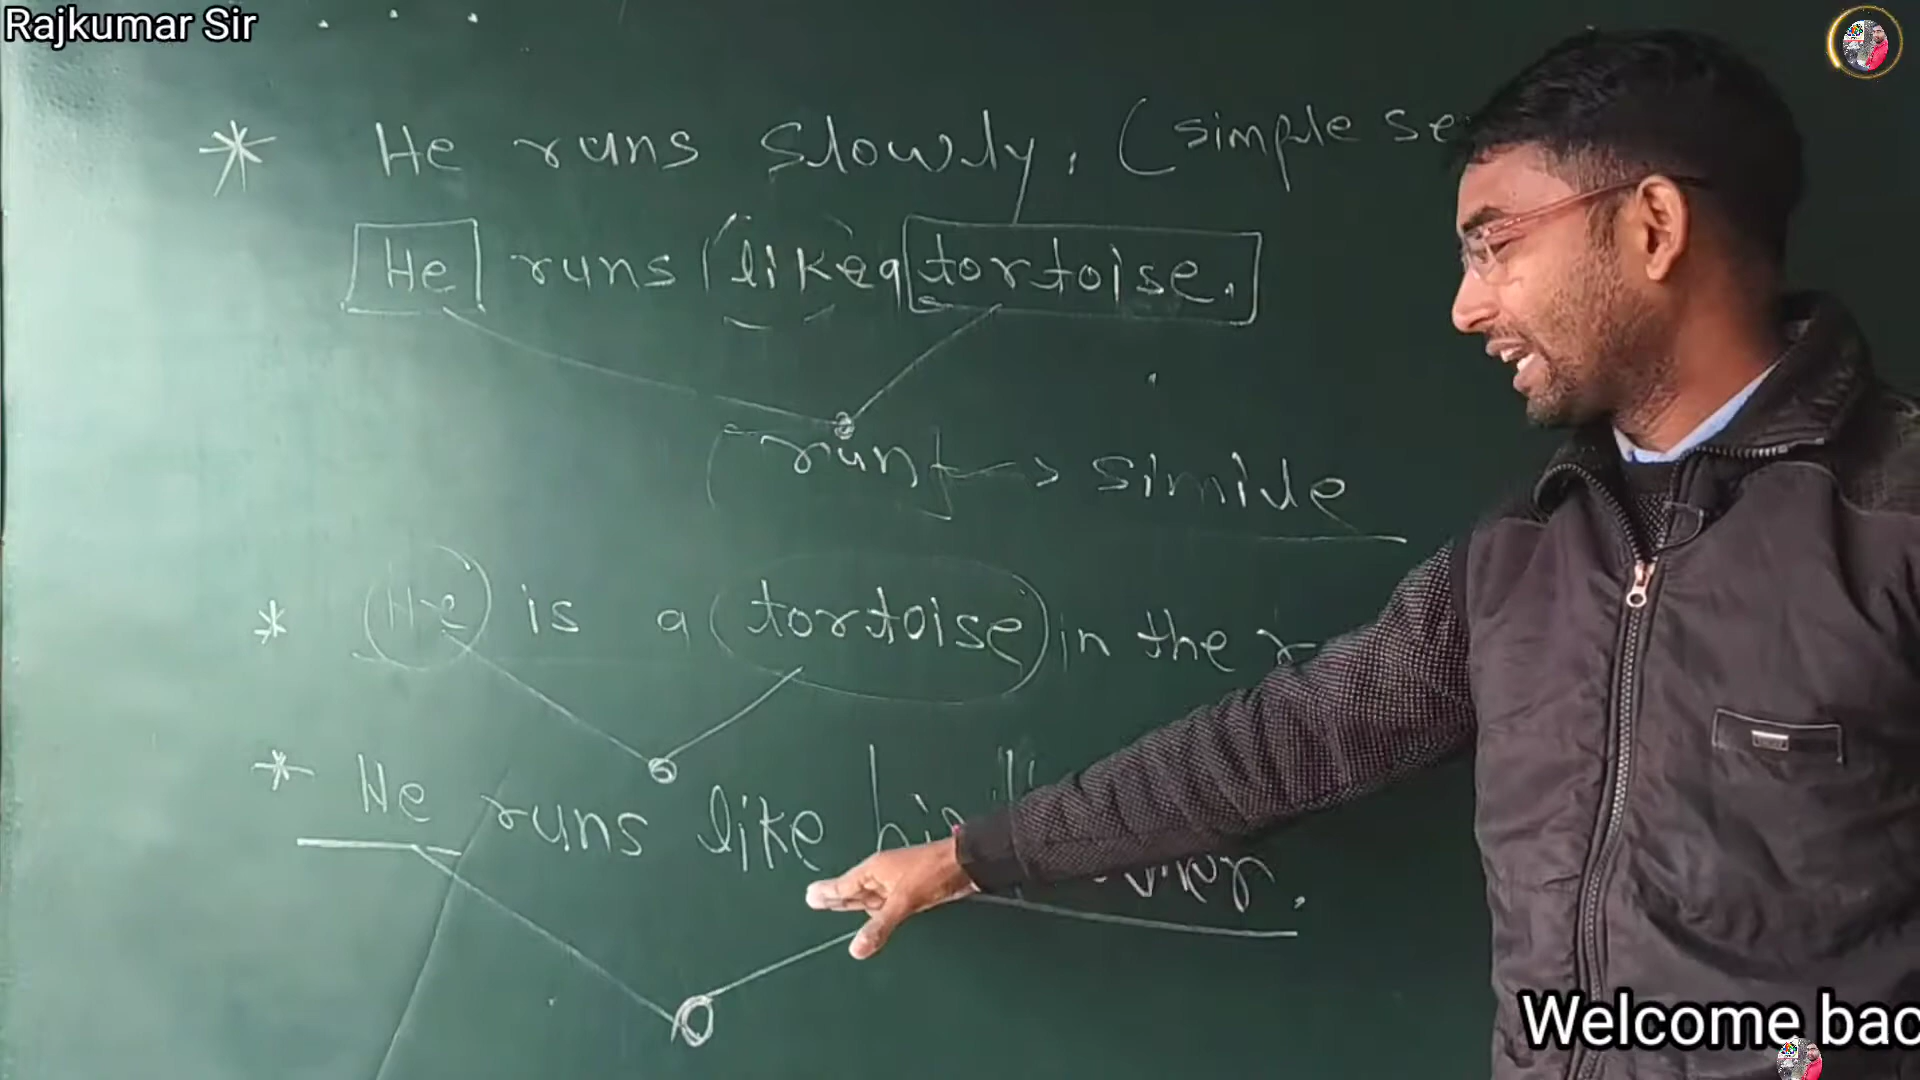 Rajkumar Sir
* He runs slowly. (simple se
He runs (like a tortoise.
run → simile
* He is a tortoise in the r
* He runs like
Welcome bac